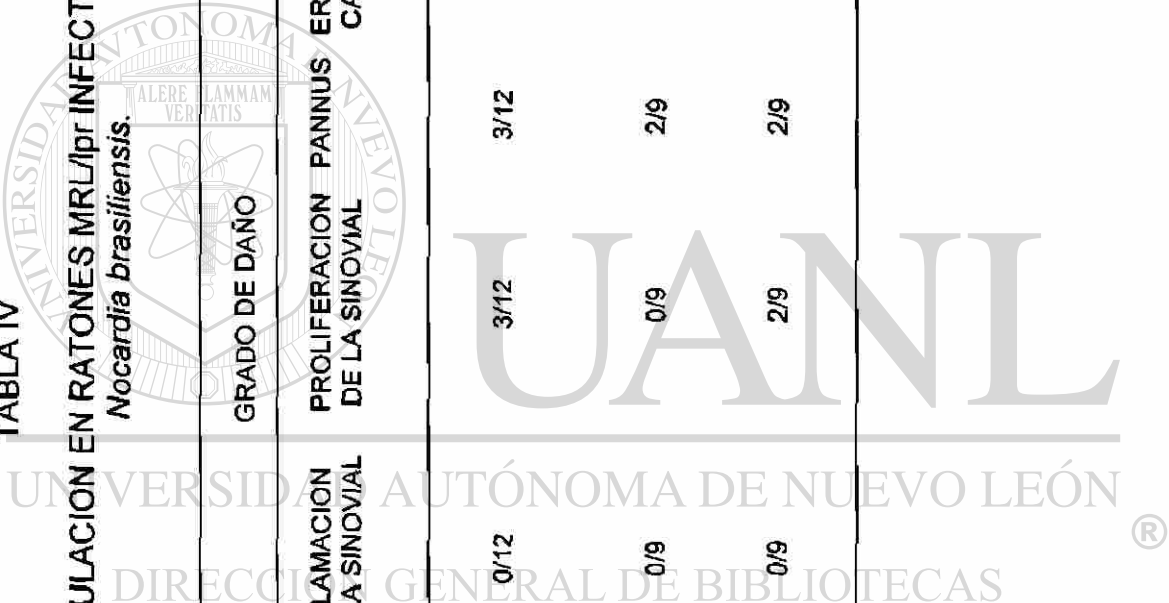 TABLA IV
ULACION EN RATONES MRL/lpr INFECT
Nocardia brasiliensis.
GRADO DE DAÑO
LAMACION PROLIFERACION PANNUS ER
A SINOVIAL DE LA SINOVIAL CA
0/12 3/12 3/12
0/9 0/9 2/9
0/9 2/9 2/9
ALERE FLAMMAM
VERITATIS
UANL
UNIVERSIDAD AUTÓNOMA DE NUEVO LEÓN
®
DIRECCIÓN GENERAL DE BIBLIOTECAS